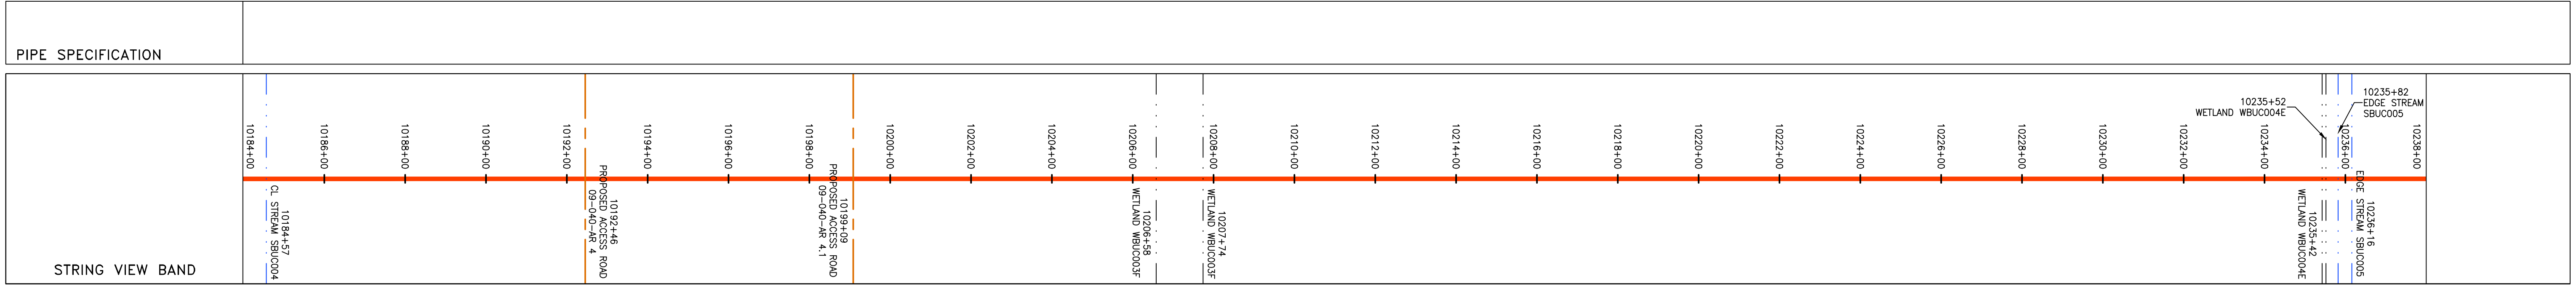 PIPE SPECIFICATION
STRING VIEW BAND
10184+00
10186+00
10188+00
10190+00
10192+00
10194+00
10196+00
10198+00
10200+00
10202+00
10204+00
10206+00
10208+00
10210+00
10212+00
10214+00
10216+00
10218+00
10220+00
10222+00
10224+00
10226+00
10228+00
10230+00
10232+00
10234+00
10236+00
10238+00
10235+52
WETLAND WBUC004E
10235+82
EDGE STREAM
SBUC005
10184+57
CL STREAM SBUC004
10192+46
PROPOSED ACCESS ROAD
09-040-AR 4
10199+09
PROPOSED ACCESS ROAD
09-040-AR 4.1
10206+58
WETLAND WBUC003F
10207+74
WETLAND WBUC003F
10235+42
WETLAND WBUC004E
10236+16
EDGE STREAM SBUC005